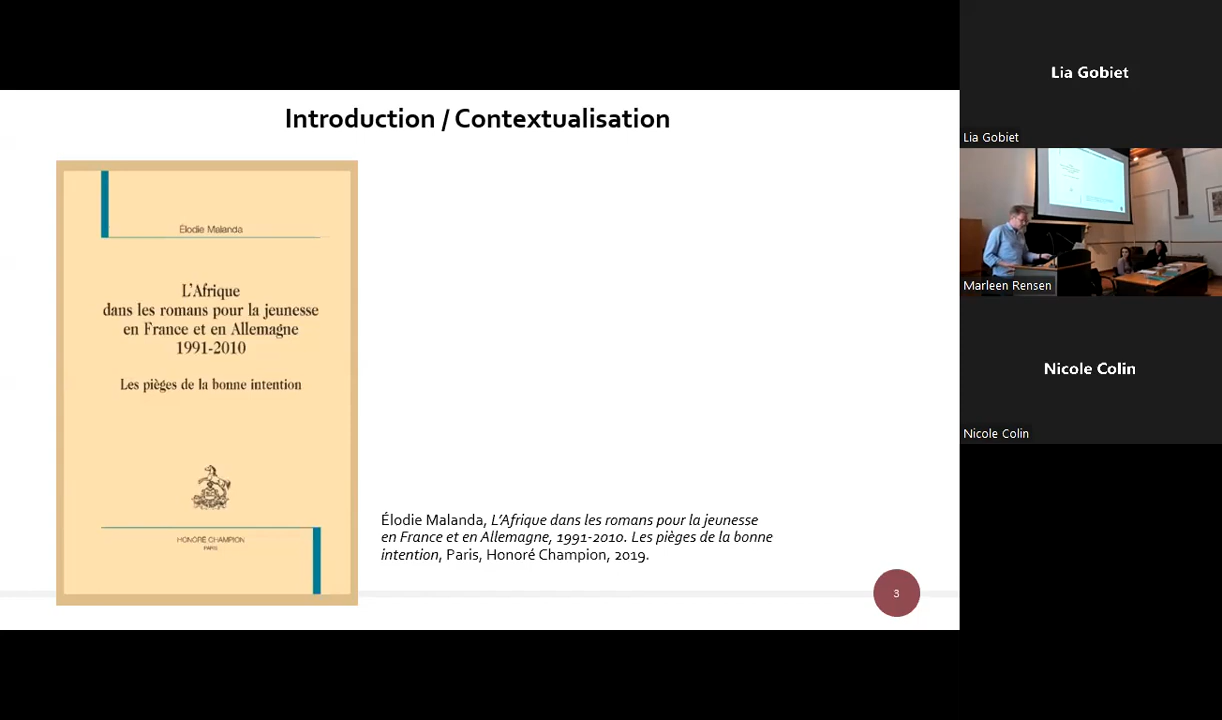 Introduction / Contextualisation
Élodie Malanda
L'Afrique
dans les romans pour la jeunesse
en France et en Allemagne
1991-2010
Les pièges de la bonne intention
HONORÉ CHAMPION
PARIS
Élodie Malanda, L'Afrique dans les romans pour la jeunesse
en France et en Allemagne, 1991-2010. Les pièges de la bonne
intention, Paris, Honoré Champion, 2019.
3
Lia Gobiet
Lia Gobiet
Marleen Rensen
Nicole Colin
Nicole Colin